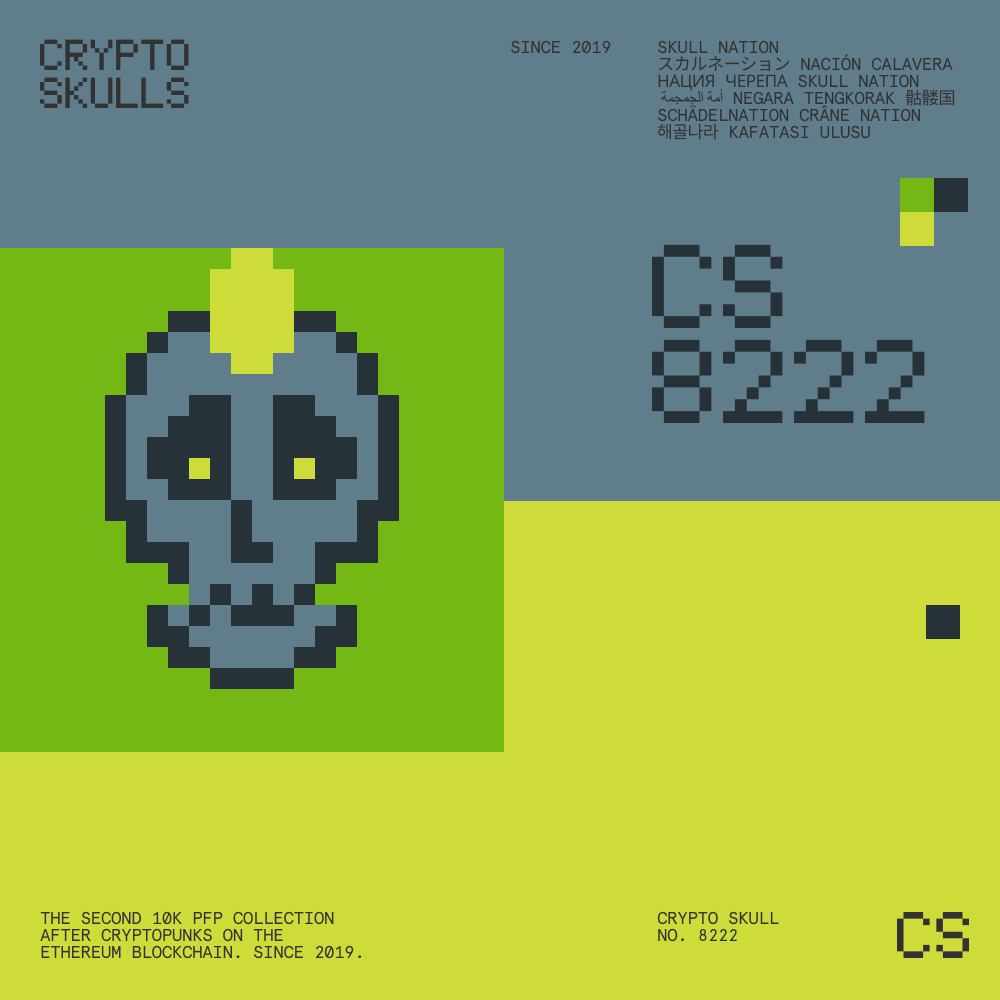 CRYPTO
SKULLS
SINCE 2019
SKULL NATION
スカルネーション NACIÓN CALAVERA
НАЦИЯ ЧЕРЕПА SKULL NATION
أمة الجمجمة NEGARA TENGKORAK 骷髅国
SCHÄDELNATION CRÂNE NATION
해골나라 KAFATASI ULUSU
CS
8222
THE SECOND 10K PFP COLLECTION
AFTER CRYPTOPUNKS ON THE
ETHEREUM BLOCKCHAIN. SINCE 2019.
CRYPTO SKULL
NO. 8222
CS